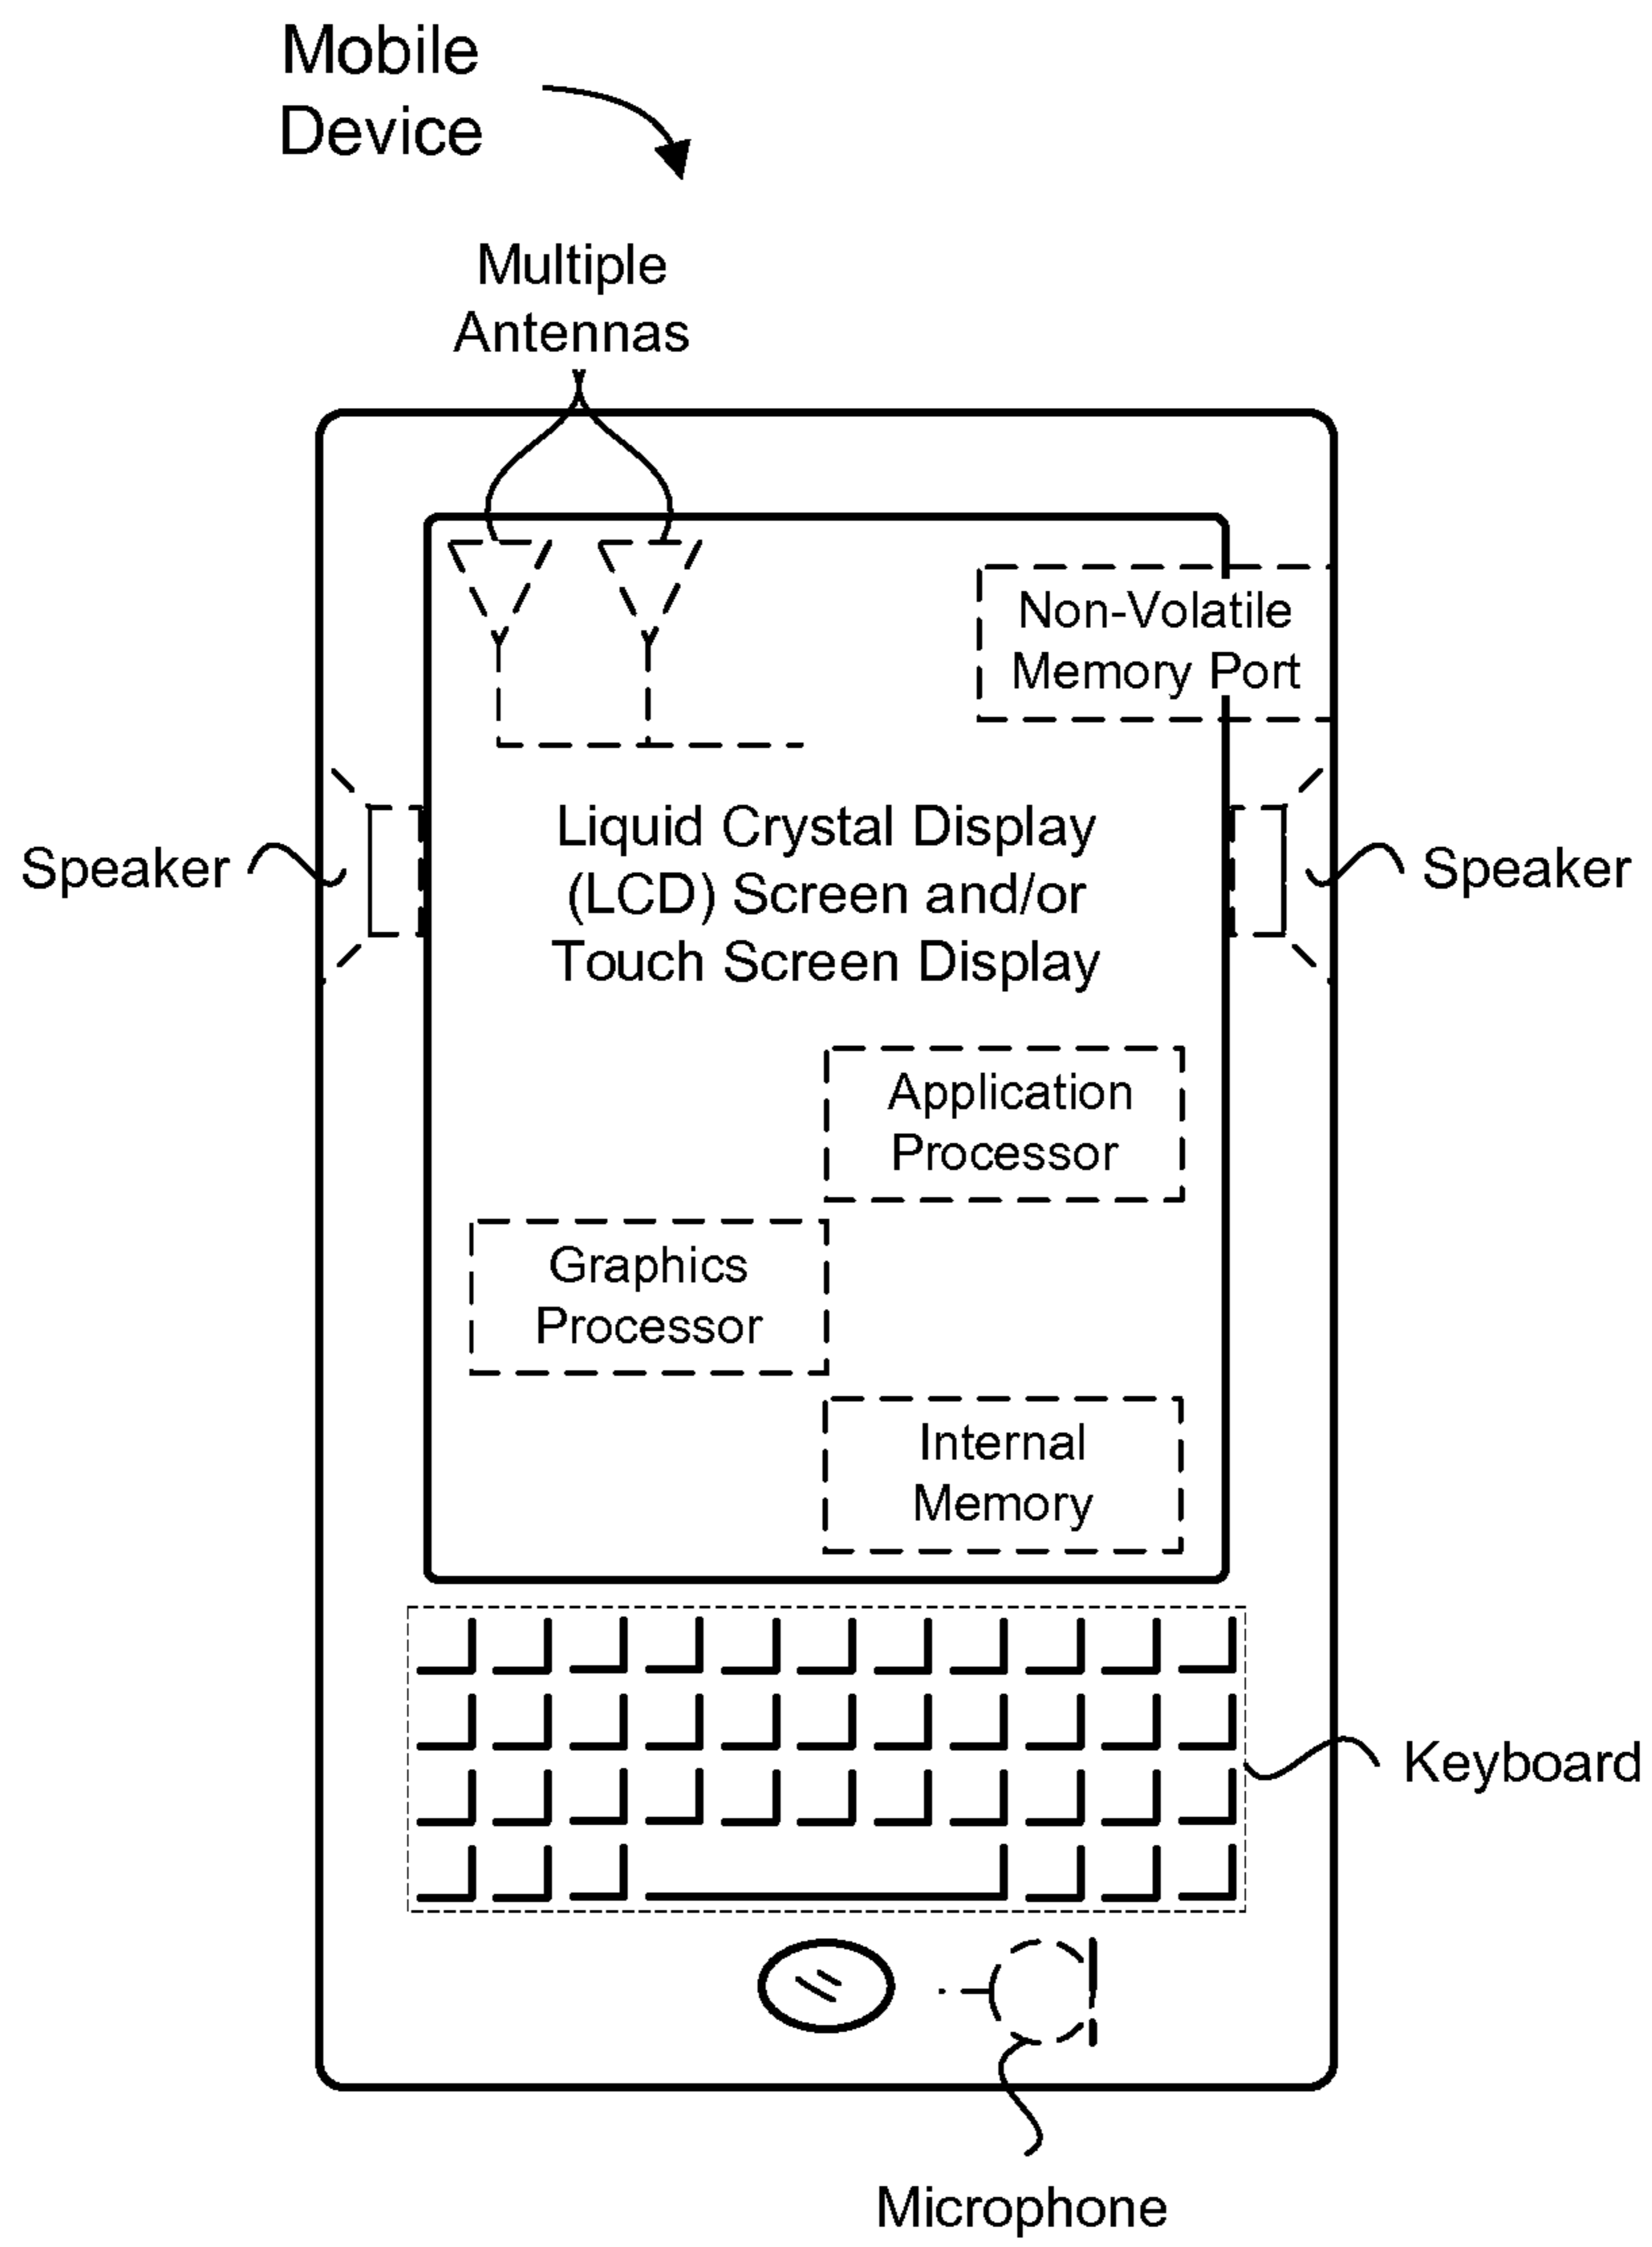 Mobile
Device
Multiple
Antennas
Non-Volatile
Memory Port
Speaker
Liquid Crystal Display
(LCD) Screen and/or
Touch Screen Display
Speaker
Application
Processor
Graphics
Processor
Internal
Memory
Keyboard
Microphone